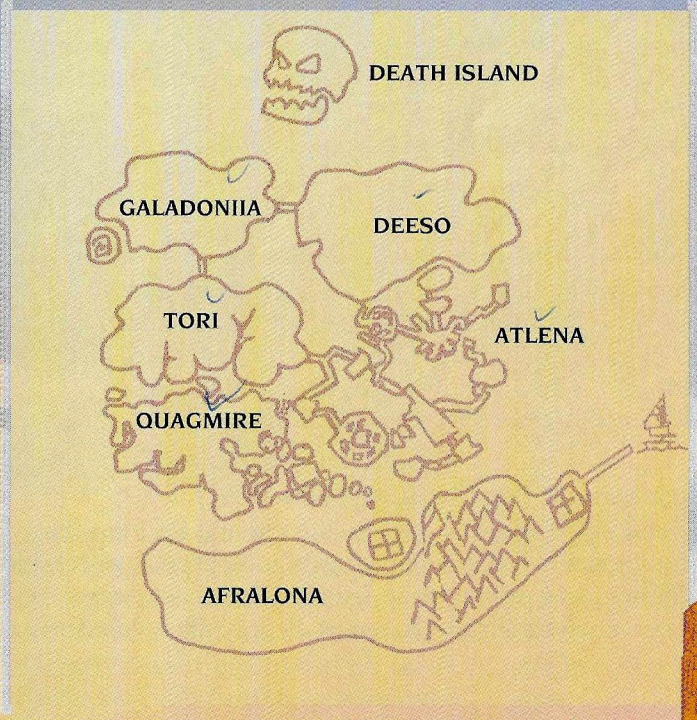 DEATH ISLAND
GALADONIIA
DEESO
TORI
ATLENA
QUAGMIRE
AFRALONA